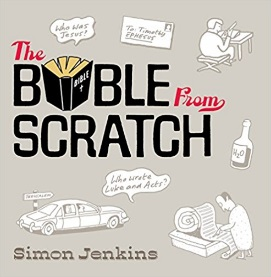 Who Was
Jesus?
To: Timothy
EPHESUS
The
BIBLE From
BIBLE
SCRATCH
H2O
Who wrote
Luke and Acts?
JERUSALEM
Simon Jenkins